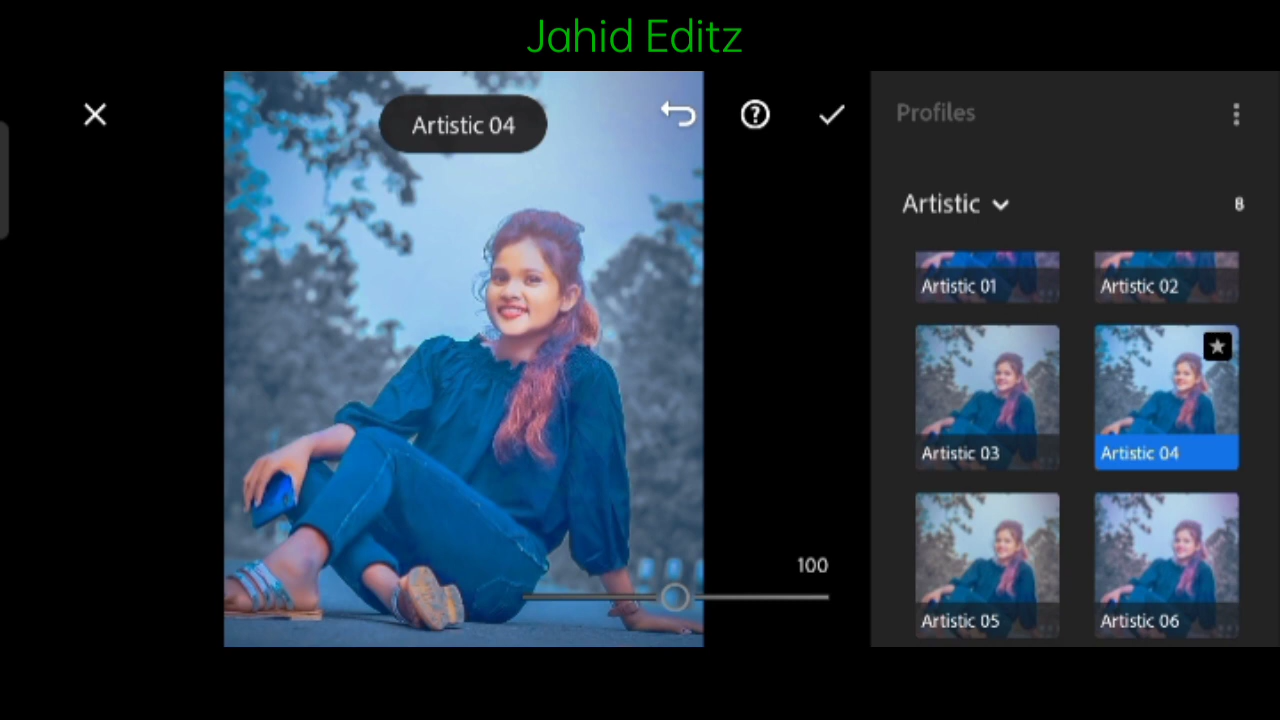 Jahid Editz
Artistic 04
Profiles
Artistic
8
Artistic 01
Artistic 02
Artistic 03
Artistic 04
Artistic 05
Artistic 06
100